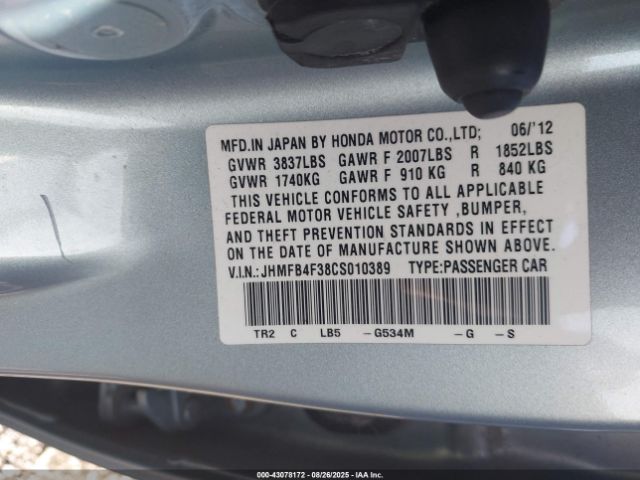 MFD.IN JAPAN BY HONDA MOTOR CO.,LTD; 06/'12
GVWR 3837LBS GAWR F 2007LBS R 1852LBS
GVWR 1740KG GAWR F 910 KG R 840 KG
THIS VEHICLE CONFORMS TO ALL APPLICABLE
FEDERAL MOTOR VEHICLE SAFETY ,BUMPER,
AND THEFT PREVENTION STANDARDS IN EFFECT
ON THE DATE OF MANUFACTURE SHOWN ABOVE.
V.I.N.:JHMFB4F38CS010389 TYPE:PASSENGER CAR
TR2 C LB5 -G534M -G -S
000-43078172 - 08/26/2025 - IAAI, Inc.